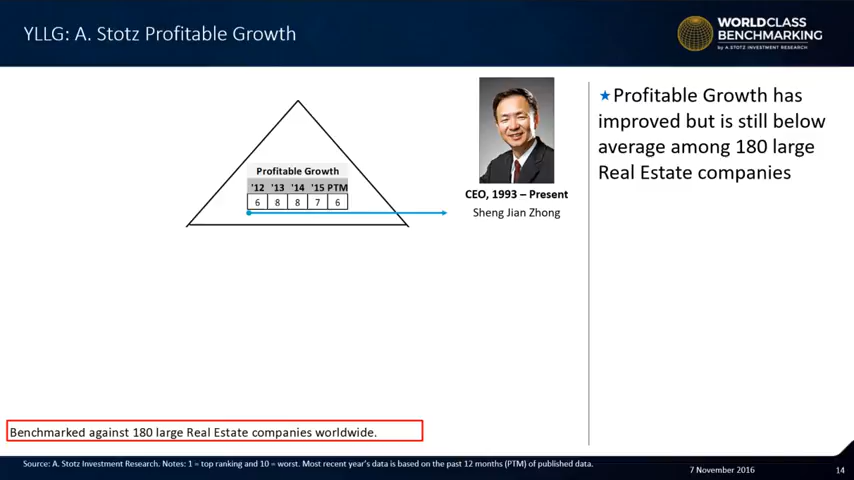 YLLG: A. Stotz Profitable Growth
WORLDCLASS
BENCHMARKING
by A.STOTZ INVESTMENT RESEARCH
Profitable Growth
'12 '13 '14 '15 PTM
6 8 8 7 6
CEO, 1993 – Present
Sheng Jian Zhong
★Profitable Growth has
improved but is still below
average among 180 large
Real Estate companies
Benchmarked against 180 large Real Estate companies worldwide.
Source: A. Stotz Investment Research. Notes: 1 = top ranking and 10 = worst. Most recent year's data is based on the past 12 months (PTM) of published data.
7 November 2016
14